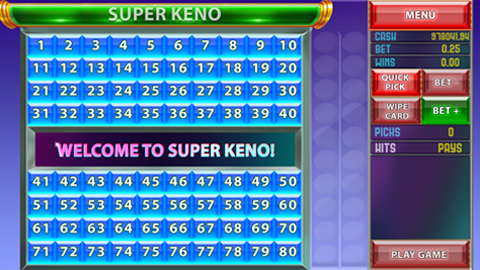 SUPER KENO
1 2 3 4 5 6 7 8 9 10
11 12 13 14 15 16 17 18 19 20
21 22 23 24 25 26 27 28 29 30
31 32 33 34 35 36 37 38 39 40
WELCOME TO SUPER KENO!
41 42 43 44 45 46 47 48 49 50
51 52 53 54 55 56 57 58 59 60
61 62 63 64 65 66 67 68 69 70
71 72 73 74 75 76 77 78 79 80
MENU
CASH 978041.94
BET 0.25
WINS 0.00
QUICK
PICK
BET -
WIPE
CARD
BET +
PICKS 0
HITS PAYS
PLAY GAME